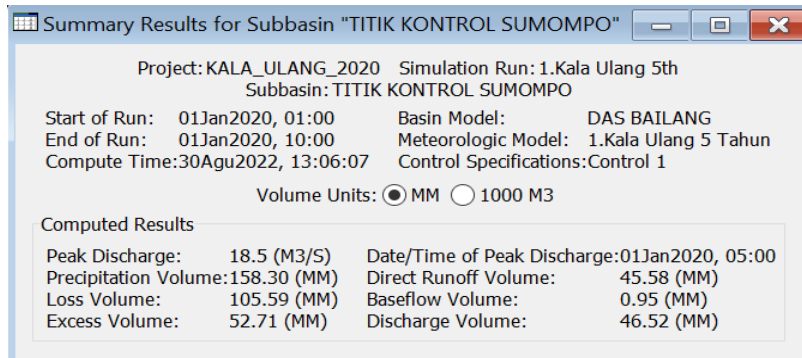 Summary Results for Subbasin "TITIK KONTROL SUMOMPO"
Project: KALA_ULANG_2020 Simulation Run: 1.Kala Ulang 5th
Subbasin: TITIK KONTROL SUMOMPO
Start of Run: 01Jan2020, 01:00 Basin Model: DAS BAILANG
End of Run: 01Jan2020, 10:00 Meteorologic Model: 1.Kala Ulang 5 Tahun
Compute Time:30Agu2022, 13:06:07 Control Specifications:Control 1
Volume Units: MM 1000 M3
Computed Results
Peak Discharge: 18.5 (M3/S) Date/Time of Peak Discharge:01Jan2020, 05:00
Precipitation Volume:158.30 (MM) Direct Runoff Volume: 45.58 (MM)
Loss Volume: 105.59 (MM) Baseflow Volume: 0.95 (MM)
Excess Volume: 52.71 (MM) Discharge Volume: 46.52 (MM)